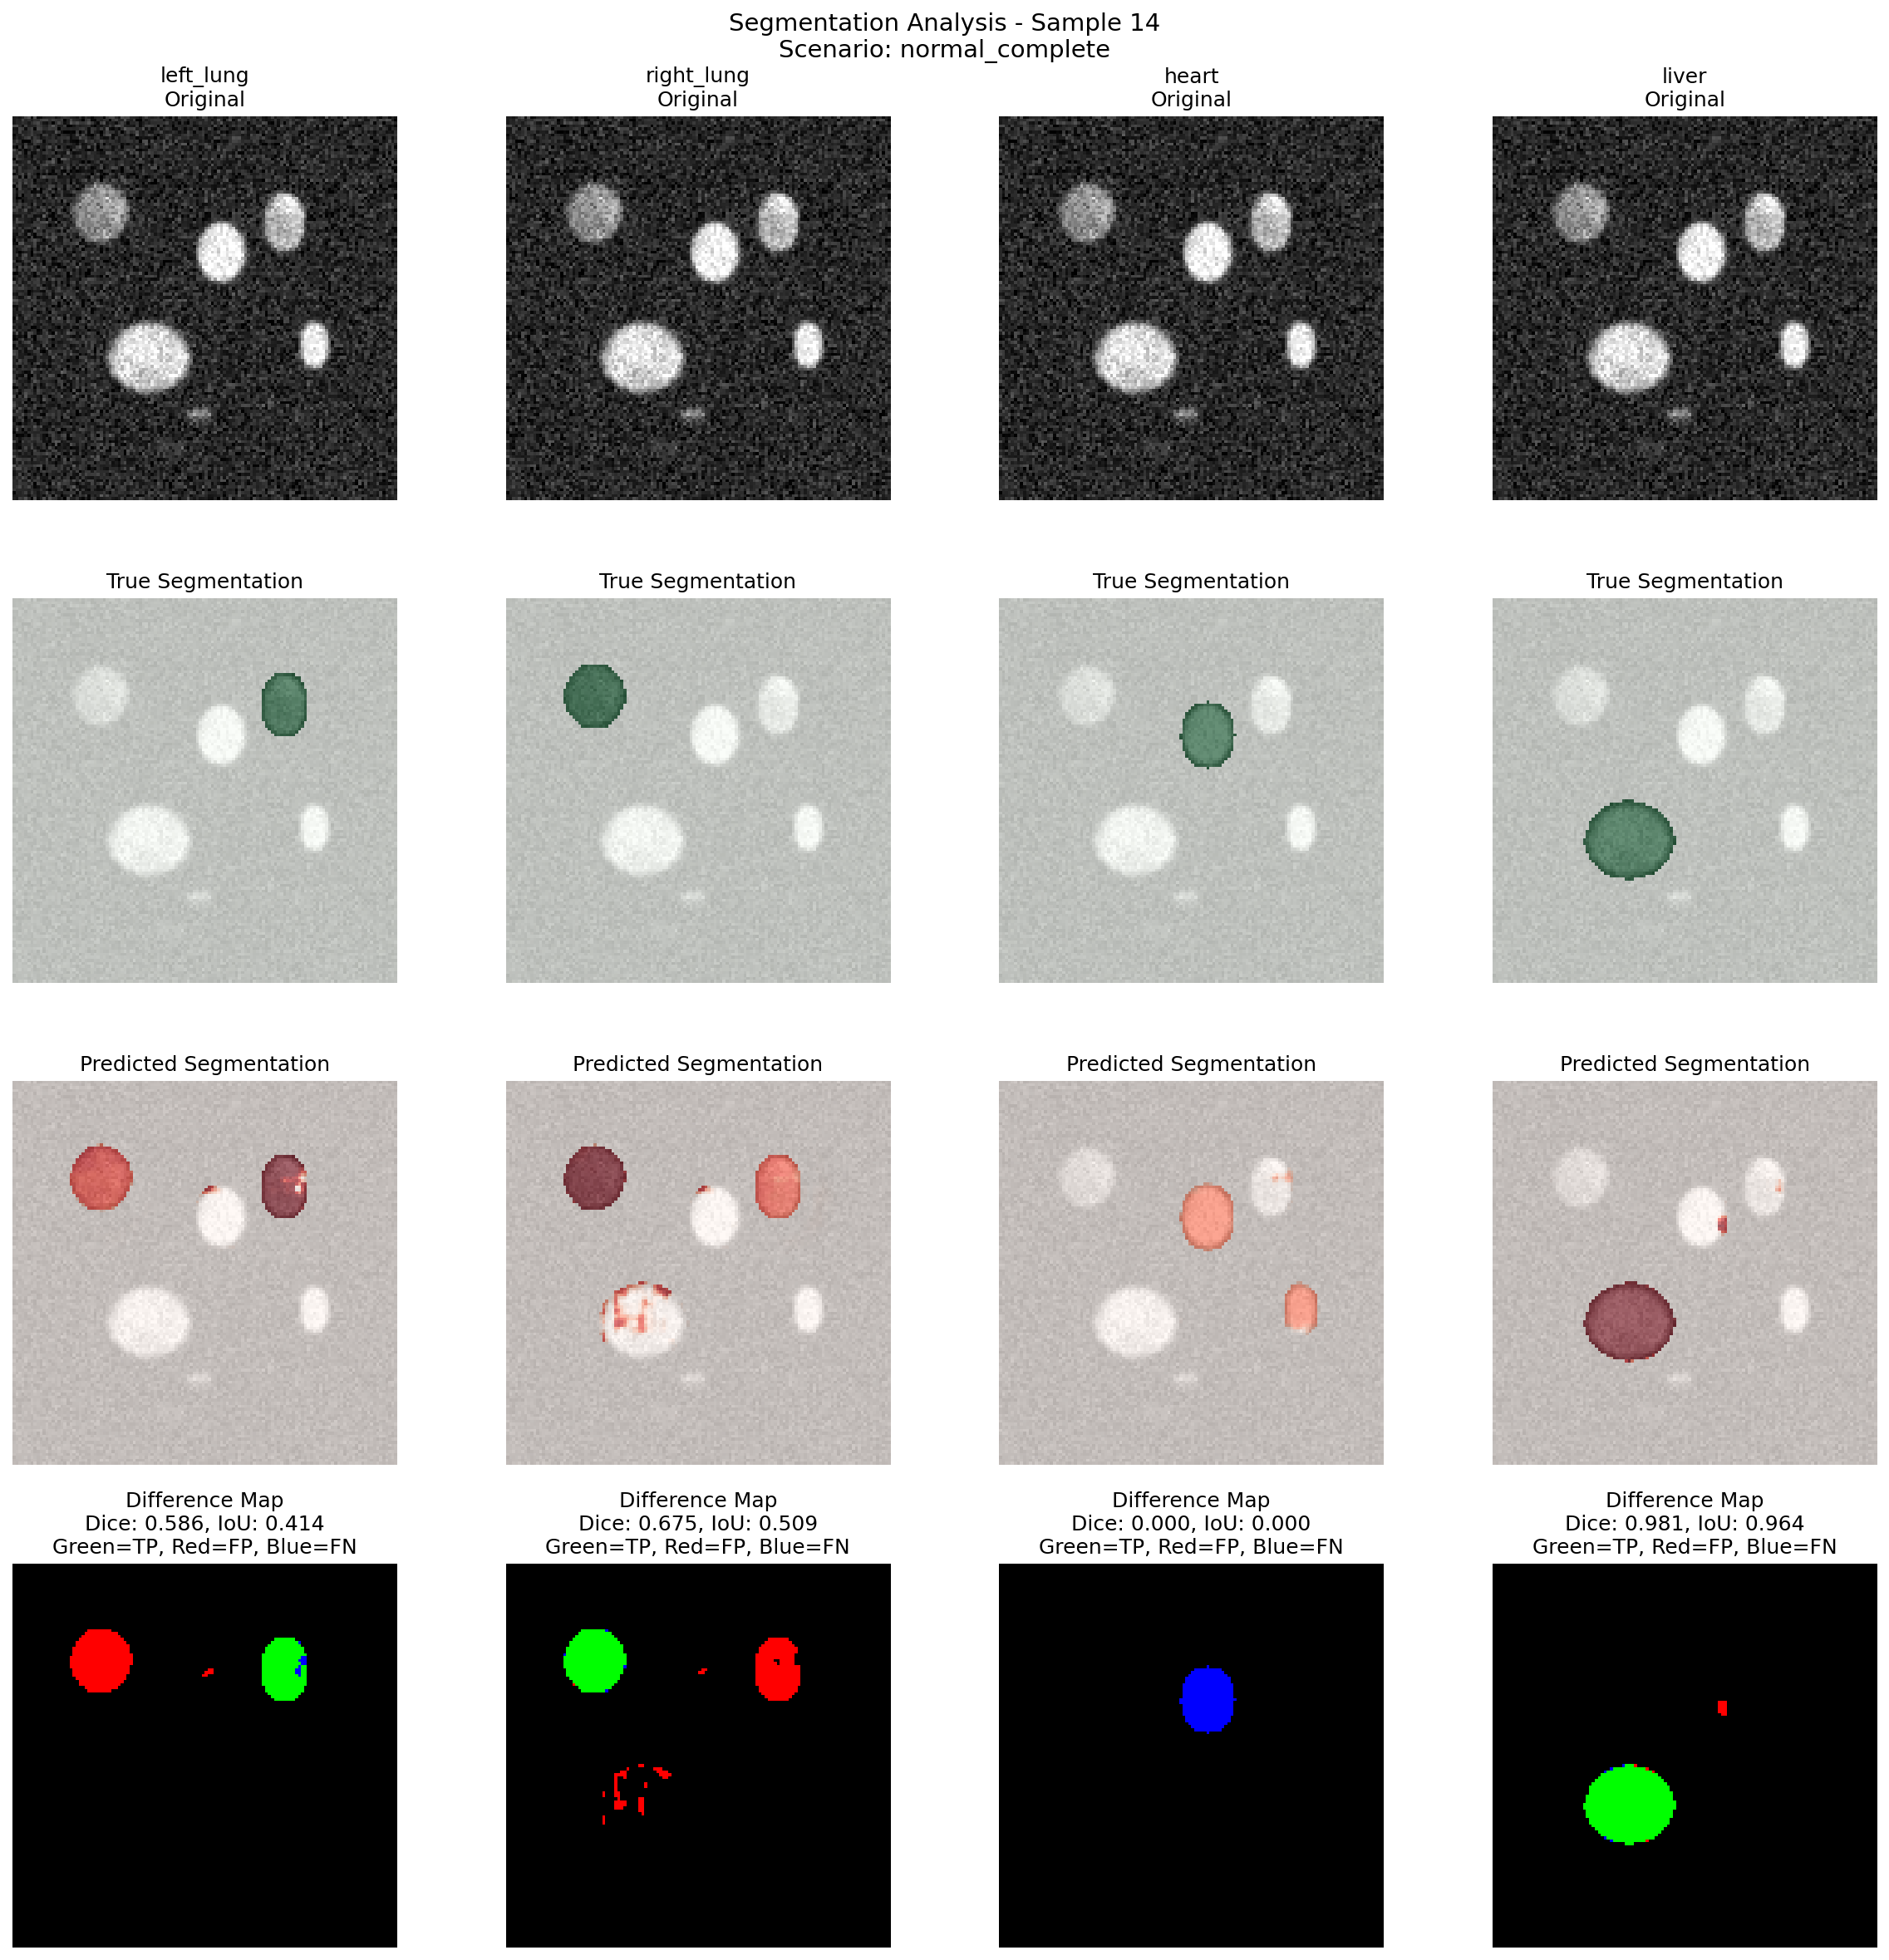 Segmentation Analysis - Sample 14
Scenario: normal_complete
left_lung
Original
right_lung
Original
heart
Original
liver
Original
True Segmentation
True Segmentation
True Segmentation
True Segmentation
Predicted Segmentation
Predicted Segmentation
Predicted Segmentation
Predicted Segmentation
Difference Map
Dice: 0.586, IoU: 0.414
Green=TP, Red=FP, Blue=FN
Difference Map
Dice: 0.675, IoU: 0.509
Green=TP, Red=FP, Blue=FN
Difference Map
Dice: 0.000, IoU: 0.000
Green=TP, Red=FP, Blue=FN
Difference Map
Dice: 0.981, IoU: 0.964
Green=TP, Red=FP, Blue=FN